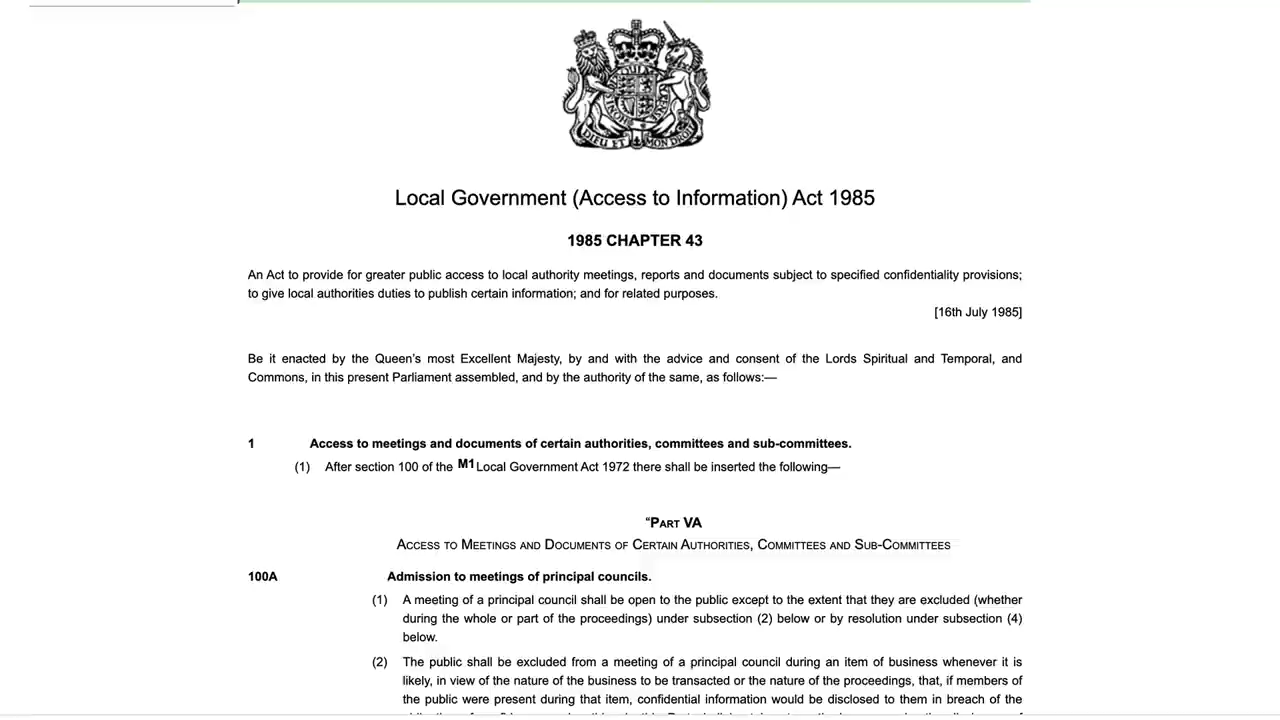 DIEU ET MON DROIT
Local Government (Access to Information) Act 1985
1985 CHAPTER 43
An Act to provide for greater public access to local authority meetings, reports and documents subject to specified confidentiality provisions;
to give local authorities duties to publish certain information; and for related purposes.
[16th July 1985]
Be it enacted by the Queen's most Excellent Majesty, by and with the advice and consent of the Lords Spiritual and Temporal, and
Commons, in this present Parliament assembled, and by the authority of the same, as follows:—
1 Access to meetings and documents of certain authorities, committees and sub-committees.
(1) After section 100 of the M1Local Government Act 1972 there shall be inserted the following—
“PART VA
ACCESS TO MEETINGS AND DOCUMENTS OF CERTAIN AUTHORITIES, COMMITTEES AND SUB-COMMITTEES
100A Admission to meetings of principal councils.
(1) A meeting of a principal council shall be open to the public except to the extent that they are excluded (whether
during the whole or part of the proceedings) under subsection (2) below or by resolution under subsection (4)
below.
(2) The public shall be excluded from a meeting of a principal council during an item of business whenever it is
likely, in view of the nature of the business to be transacted or the nature of the proceedings, that, if members of
the public were present during that item, confidential information would be disclosed to them in breach of the